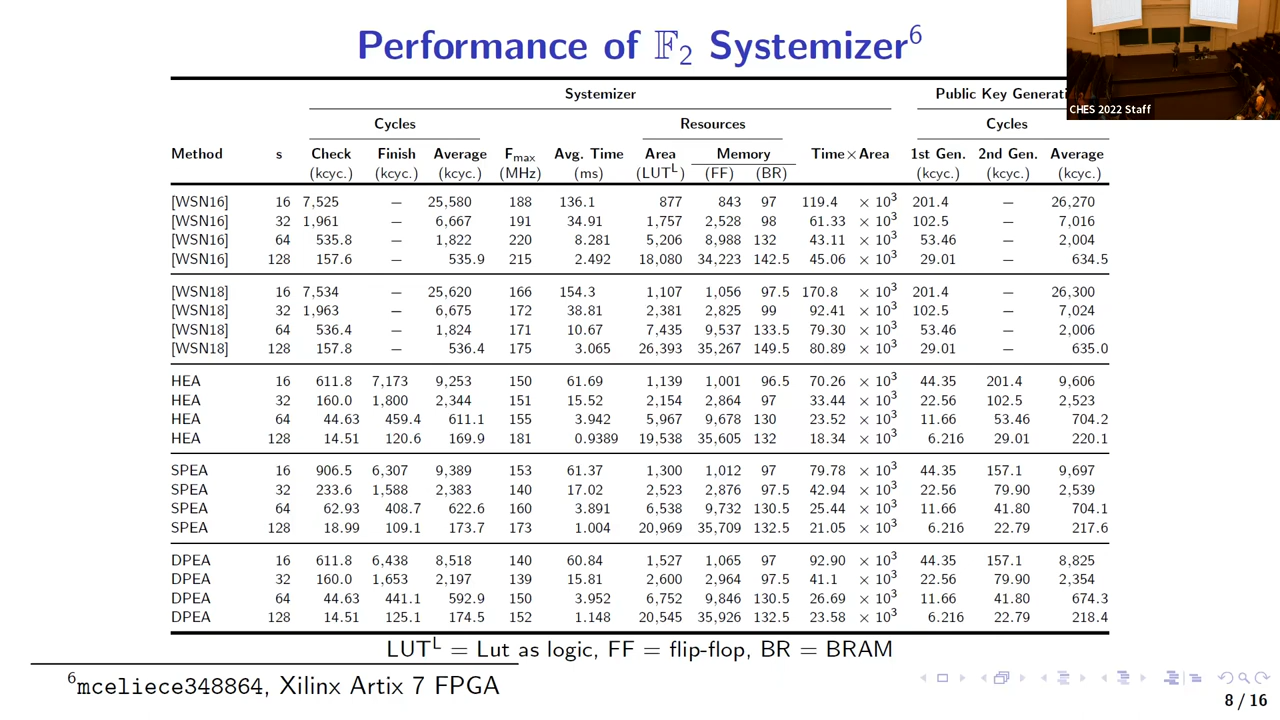 Performance of 𝔽₂ Systemizer⁶
CHES 2022 Staff
Systemizer Public Key Generati
Cycles Resources Cycles
Method s Check Finish Average Fmax Avg. Time Area Memory Time×Area 1st Gen. 2nd Gen. Average
(kcyc.) (kcyc.) (kcyc.) (MHz) (ms) (LUTᴸ) (FF) (BR) (kcyc.) (kcyc.) (kcyc.)
[WSN16] 16 7,525 — 25,580 188 136.1 877 843 97 119.4 × 10³ 201.4 — 26,270
[WSN16] 32 1,961 — 6,667 191 34.91 1,757 2,528 98 61.33 × 10³ 102.5 — 7,016
[WSN16] 64 535.8 — 1,822 220 8.281 5,206 8,988 132 43.11 × 10³ 53.46 — 2,004
[WSN16] 128 157.6 — 535.9 215 2.492 18,080 34,223 142.5 45.06 × 10³ 29.01 — 634.5
[WSN18] 16 7,534 — 25,620 166 154.3 1,107 1,056 97.5 170.8 × 10³ 201.4 — 26,300
[WSN18] 32 1,963 — 6,675 172 38.81 2,381 2,825 99 92.41 × 10³ 102.5 — 7,024
[WSN18] 64 536.4 — 1,824 171 10.67 7,435 9,537 133.5 79.30 × 10³ 53.46 — 2,006
[WSN18] 128 157.8 — 536.4 175 3.065 26,393 35,267 149.5 80.89 × 10³ 29.01 — 635.0
HEA 16 611.8 7,173 9,253 150 61.69 1,139 1,001 96.5 70.26 × 10³ 44.35 201.4 9,606
HEA 32 160.0 1,800 2,344 151 15.52 2,154 2,864 97 33.44 × 10³ 22.56 102.5 2,523
HEA 64 44.63 459.4 611.1 155 3.942 5,967 9,678 130 23.52 × 10³ 11.66 53.46 704.2
HEA 128 14.51 120.6 169.9 181 0.9389 19,538 35,605 132 18.34 × 10³ 6.216 29.01 220.1
SPEA 16 906.5 6,307 9,389 153 61.37 1,300 1,012 97 79.78 × 10³ 44.35 157.1 9,697
SPEA 32 233.6 1,588 2,383 140 17.02 2,523 2,876 97.5 42.94 × 10³ 22.56 79.90 2,539
SPEA 64 62.93 408.7 622.6 160 3.891 6,538 9,732 130.5 25.44 × 10³ 11.66 41.80 704.1
SPEA 128 18.99 109.1 173.7 173 1.004 20,969 35,709 132.5 21.05 × 10³ 6.216 22.79 217.6
DPEA 16 611.8 6,438 8,518 140 60.84 1,527 1,065 97 92.90 × 10³ 44.35 157.1 8,825
DPEA 32 160.0 1,653 2,197 139 15.81 2,600 2,964 97.5 41.1 × 10³ 22.56 79.90 2,354
DPEA 64 44.63 441.1 592.9 150 3.952 6,752 9,846 130.5 26.69 × 10³ 11.66 41.80 674.3
DPEA 128 14.51 125.1 174.5 152 1.148 20,545 35,926 132.5 23.58 × 10³ 6.216 22.79 218.4
LUTᴸ = Lut as logic, FF = flip-flop, BR = BRAM
⁶mceliece348864, Xilinx Artix 7 FPGA
8 / 16